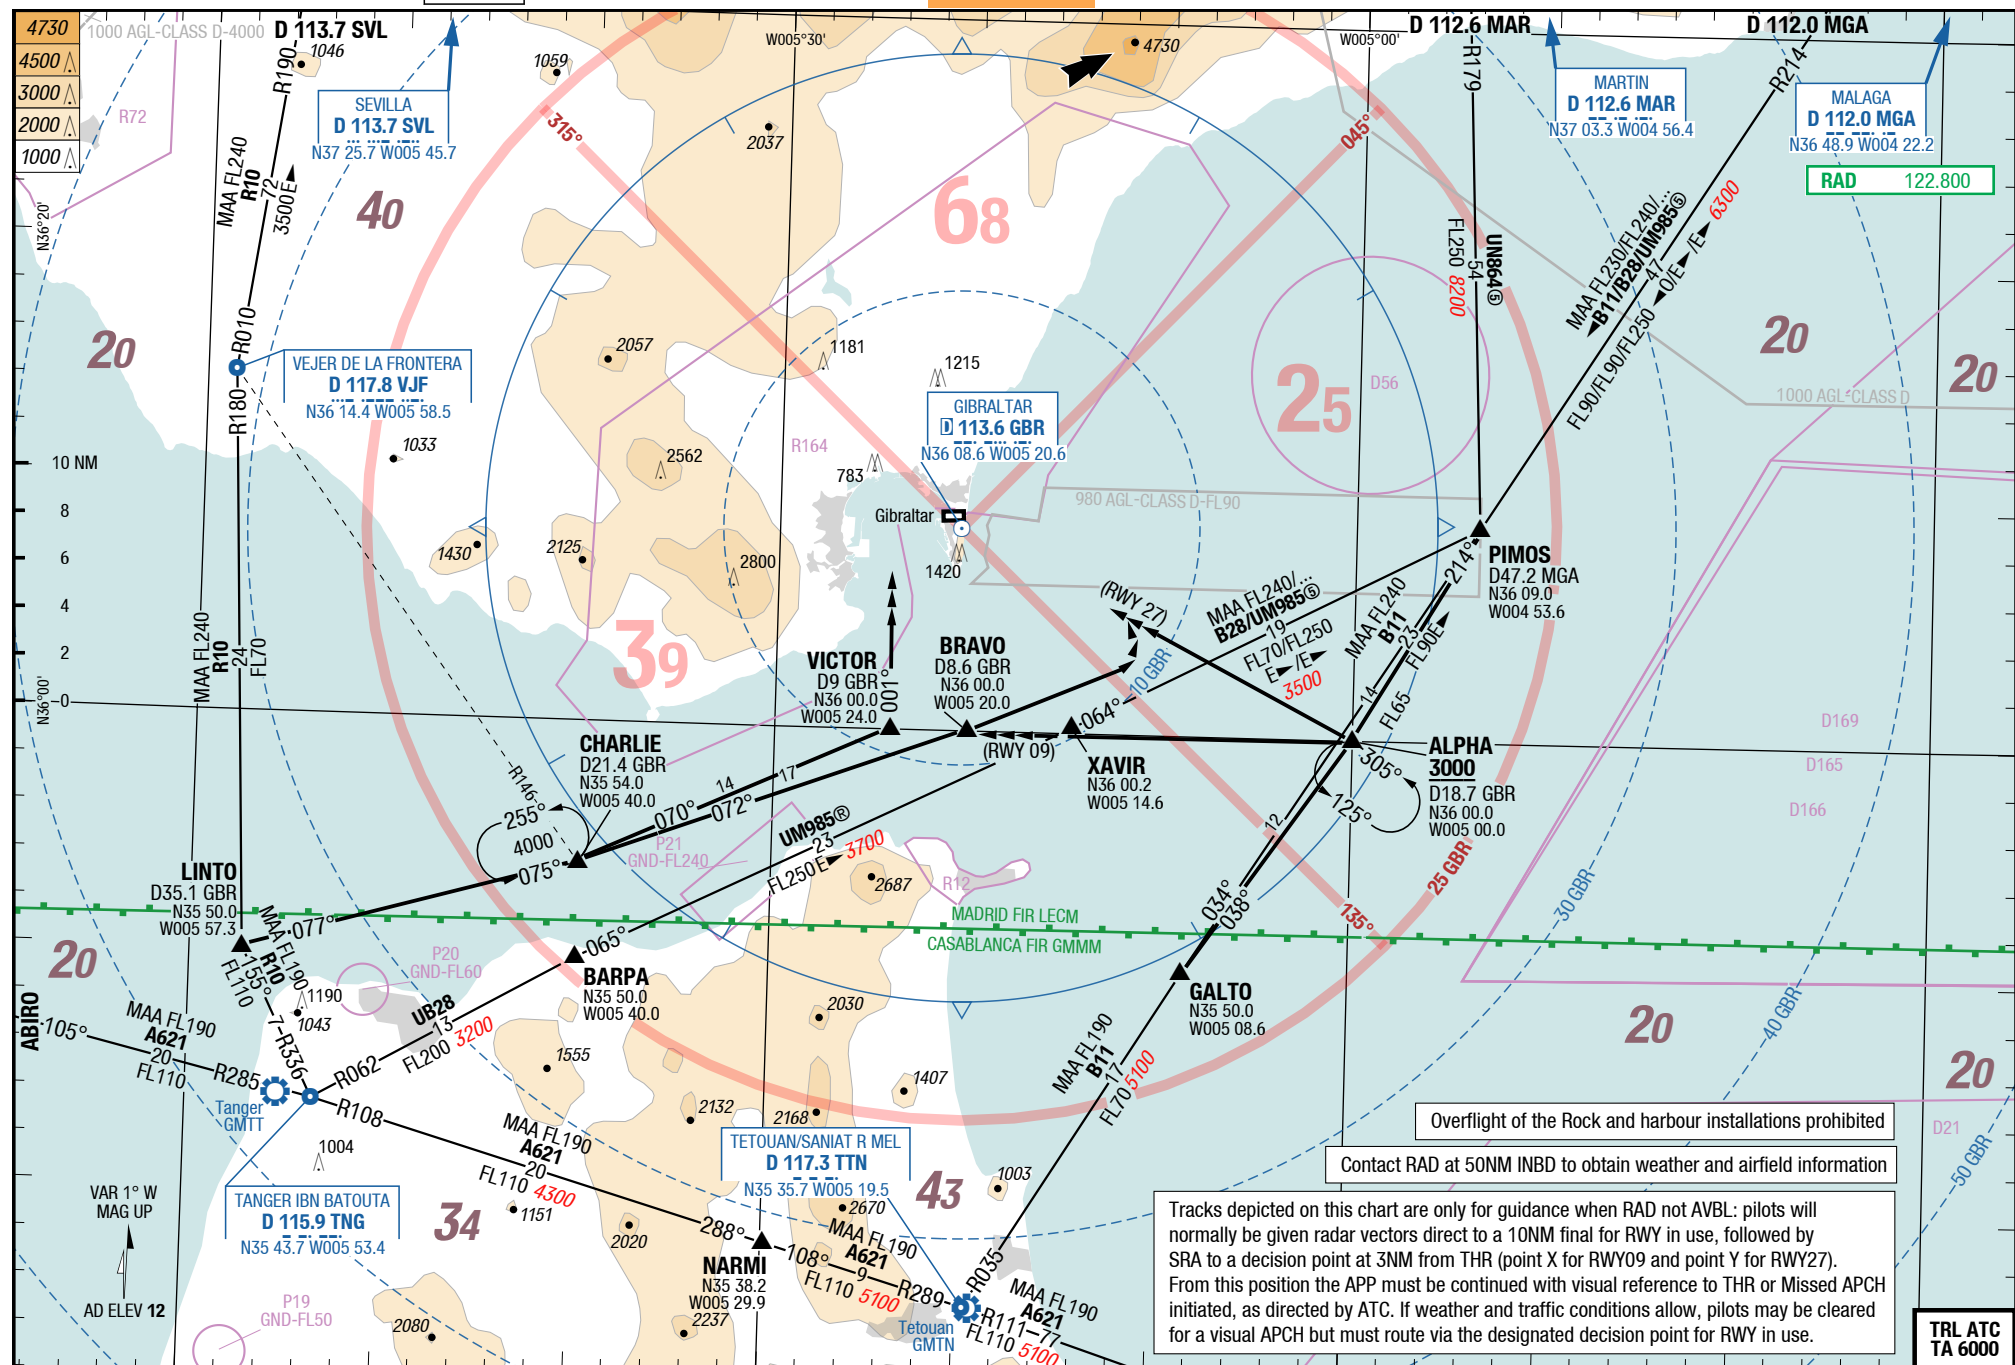 4730
4500
3000
2000
1000
1000 AGL-CLASS D-4000
D 113.7 SVL
1046
R190
MAA FL240
R10
72
3500E
R72
SEVILLA
D 113.7 SVL
N37 25.7 W005 45.7
1059
W005°30'
2037
4730
W005°00'
D 112.6 MAR
R179
D 112.0 MGA
R214
MARTIN
D 112.6 MAR
N37 03.3 W004 56.4
MALAGA
D 112.0 MGA
N36 48.9 W004 22.2
RAD 122.800
315°
045°
40
68
N36°20'
20
R010
VEJER DE LA FRONTERA
D 117.8 VJF
N36 14.4 W005 58.5
R180
2057
1181
1215
GIBRALTAR
D 113.6 GBR
N36 08.6 W005 20.6
UN864⑤
54
FL250 8200
MAA FL230/FL240/...
B11/B28/UM985⑤
47
FL90/FL90/FL250
O/E /E
6300
20
20
D56
25
1000 AGL-CLASS D
1033
2562
R164
783
10 NM
8
6
4
2
0
980 AGL-CLASS D-FL90
Gibraltar
1430
2125
2800
1420
PIMOS
D47.2 MGA
N36 09.0
W004 53.6
214°
(RWY 27)
MAA FL240/...
B28/UM985⑤
19
FL70/FL250
E /E
3500
MAA FL240
B11
23
FL90E
39
MAA FL240
R10
24
FL70
N36°00'
VICTOR
D9 GBR
N36 00.0
W005 24.0
001°
BRAVO
D8.6 GBR
N36 00.0
W005 20.0
10 GBR
064°
14
FL65
(RWY 09)
XAVIR
N36 00.2
W005 14.6
ALPHA
3000
D18.7 GBR
N36 00.0
W005 00.0
305°
125°
D169
D165
D166
CHARLIE
D21.4 GBR
N35 54.0
W005 40.0
R146
255°
4000
075°
070°
14
17
072°
P21
GND-FL240
UM985®
23
FL250E
3700
2687
R12
12
25 GBR
30 GBR
LINTO
D35.1 GBR
N35 50.0
W005 57.3
077°
MADRID FIR LECM
CASABLANCA FIR GMMM
034°
038°
135°
20
MAA FL190
R10
155°
FL110
7
R336
P20
GND-FL60
065°
BARPA
N35 50.0
W005 40.0
GALTO
N35 50.0
W005 08.6
1190
1043
UB28
13
FL200 3200
2030
40 GBR
20
20
ABIRO
105°
MAA FL190
A621
20
FL110
R285
R062
Tanger
GMTT
R108
1555
1407
MAA FL190
B11
17
FL70 5100
2132
2168
D21
Overflight of the Rock and harbour installations prohibited
1004
MAA FL190
A621
20
FL110 4300
TETOUAN/SANIAT R MEL
D 117.3 TTN
N35 35.7 W005 19.5
1003
Contact RAD at 50NM INBD to obtain weather and airfield information
50 GBR
VAR 1° W
MAG UP
TANGER IBN BATOUTA
D 115.9 TNG
N35 43.7 W005 53.4
34
1151
43
2020
2670
Tracks depicted on this chart are only for guidance when RAD not AVBL: pilots will
normally be given radar vectors direct to a 10NM final for RWY in use, followed by
SRA to a decision point at 3NM from THR (point X for RWY09 and point Y for RWY27).
From this position the APP must be continued with visual reference to THR or Missed APCH
initiated, as directed by ATC. If weather and traffic conditions allow, pilots may be cleared
for a visual APCH but must route via the designated decision point for RWY in use.
288°
NARMI
N35 38.2
W005 29.9
108°
MAA FL190
A621
9
FL110 5100
R289
R035
AD ELEV 12
P19
GND-FL50
2080
2237
Tetouan
GMTN
R111
77
MAA FL190
A621
FL110 5100
TRL ATC
TA 6000